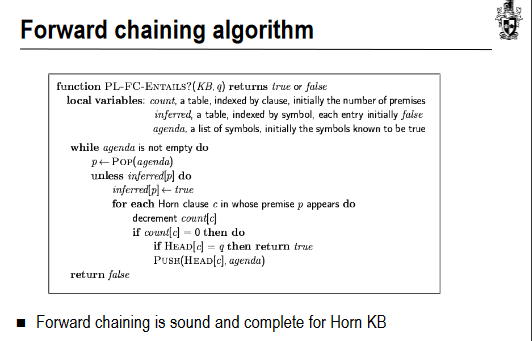 Forward chaining algorithm
function PL-FC-ENTAILS?(KB, q) returns true or false
local variables: count, a table, indexed by clause, initially the number of premises
inferred, a table, indexed by symbol, each entry initially false
agenda, a list of symbols, initially the symbols known to be true
while agenda is not empty do
p ← POP(agenda)
unless inferred[p] do
inferred[p] ← true
for each Horn clause c in whose premise p appears do
decrement count[c]
if count[c] = 0 then do
if HEAD[c] = q then return true
PUSH(HEAD[c], agenda)
return false
■ Forward chaining is sound and complete for Horn KB